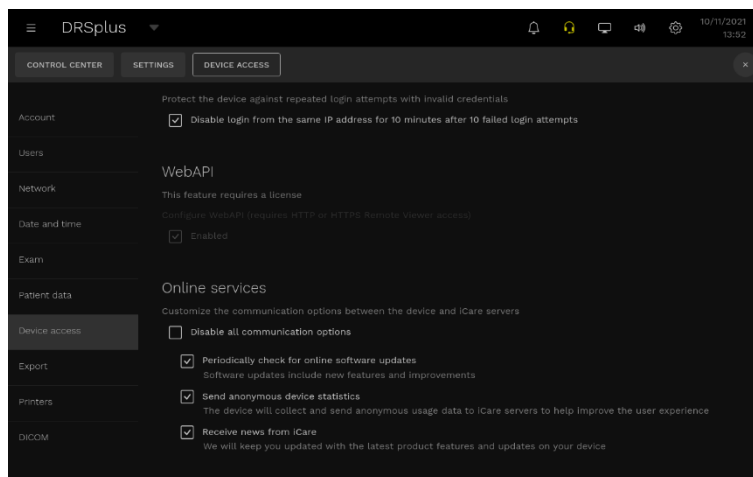 DRSplus
10/11/2021
13:52
CONTROL CENTER
SETTINGS
DEVICE ACCESS
Account
Users
Network
Date and time
Exam
Patient data
Device access
Export
Printers
DICOM
Protect the device against repeated login attempts with invalid credentials
Disable login from the same IP address for 10 minutes after 10 failed login attempts
WebAPI
This feature requires a license
Configure WebAPI (requires HTTP or HTTPS Remote Viewer access)
Enabled
Online services
Customize the communication options between the device and iCare servers
Disable all communication options
Periodically check for online software updates
Software updates include new features and improvements
Send anonymous device statistics
The device will collect and send anonymous usage data to iCare servers to help improve the user experience
Receive news from iCare
We will keep you updated with the latest product features and updates on your device